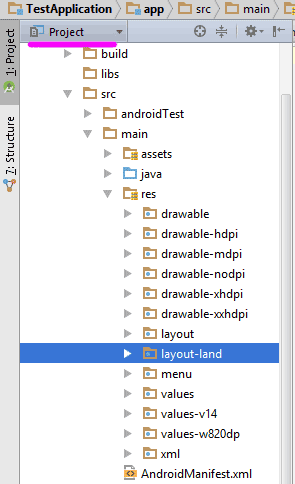 TestApplication app src main
Project
1: Project
7: Structure
build
libs
src
androidTest
main
assets
java
res
drawable
drawable-hdpi
drawable-mdpi
drawable-nodpi
drawable-xhdpi
drawable-xxhdpi
layout
layout-land
menu
values
values-v14
values-w820dp
xml
AndroidManifest.xml